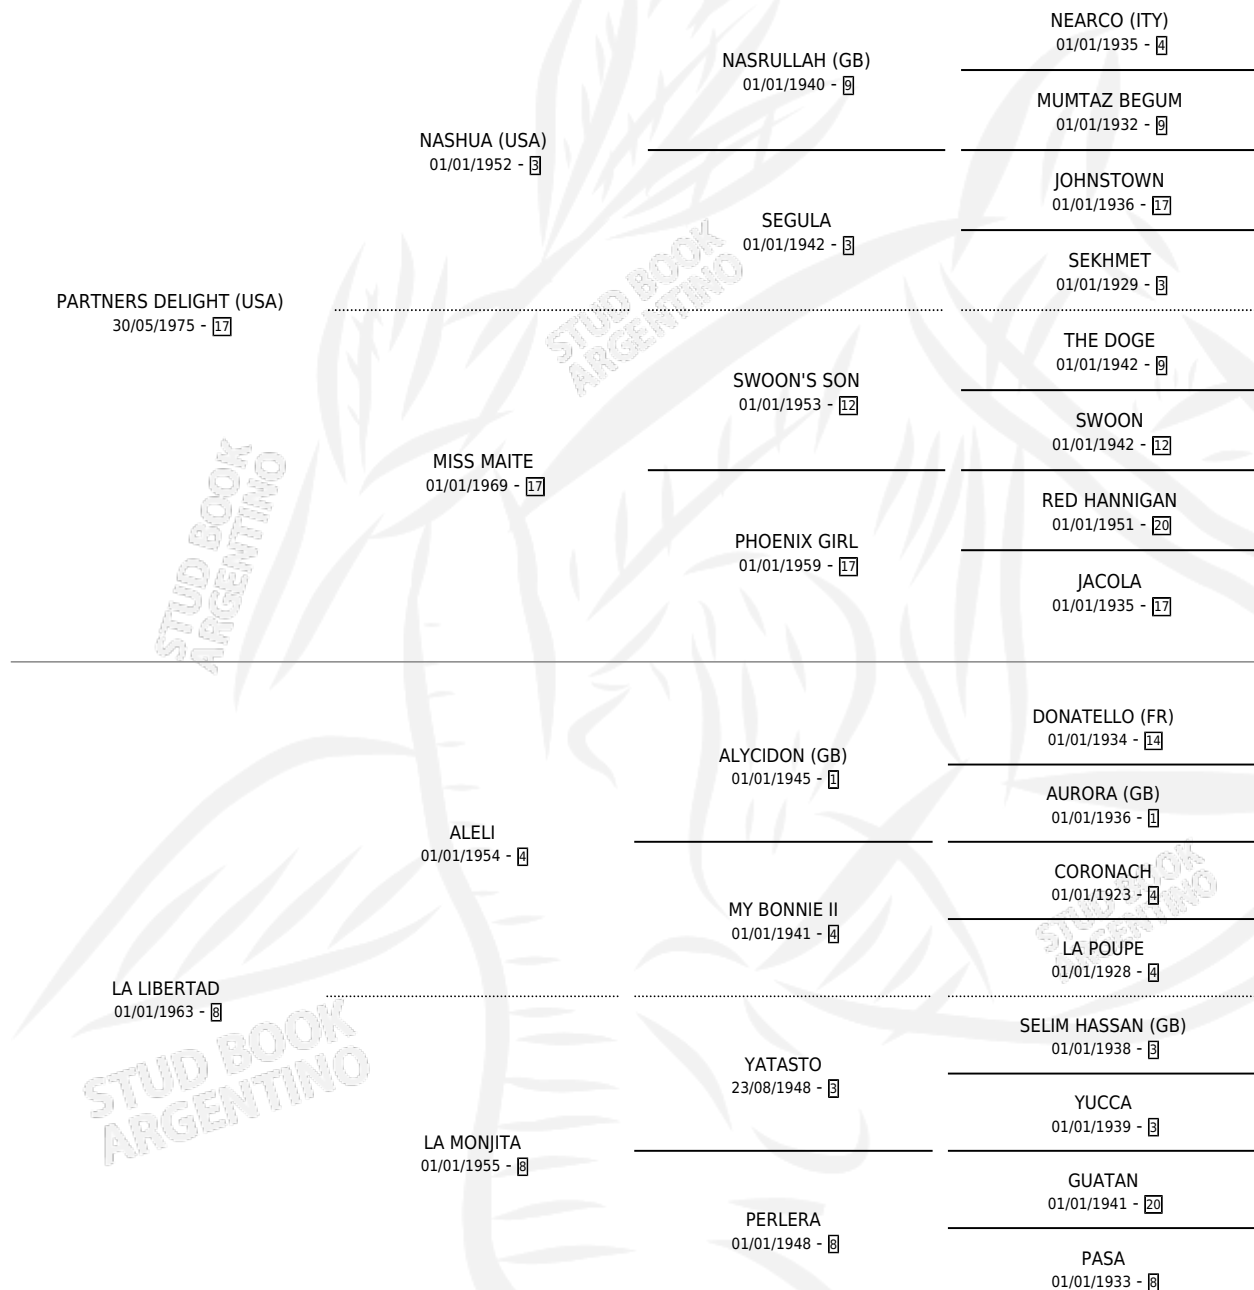 NEARCO (ITY)
01/01/1935 - 4
NASRULLAH (GB)
01/01/1940 - 9
MUMTAZ BEGUM
01/01/1932 - 9
NASHUA (USA)
01/01/1952 - 3
JOHNSTOWN
01/01/1936 - 17
SEGULA
01/01/1942 - 3
SEKHMET
01/01/1929 - 3
PARTNERS DELIGHT (USA)
30/05/1975 - 17
THE DOGE
01/01/1942 - 9
SWOON'S SON
01/01/1953 - 12
SWOON
01/01/1942 - 12
MISS MAITE
01/01/1969 - 17
RED HANNIGAN
01/01/1951 - 20
PHOENIX GIRL
01/01/1959 - 17
JACOLA
01/01/1935 - 17
DONATELLO (FR)
01/01/1934 - 14
ALYCIDON (GB)
01/01/1945 - 1
AURORA (GB)
01/01/1936 - 1
ALELI
01/01/1954 - 4
CORONACH
01/01/1923 - 4
MY BONNIE II
01/01/1941 - 4
LA POUPE
01/01/1928 - 4
LA LIBERTAD
01/01/1963 - 8
SELIM HASSAN (GB)
01/01/1938 - 3
YATASTO
23/08/1948 - 3
YUCCA
01/01/1939 - 3
LA MONJITA
01/01/1955 - 8
GUATAN
01/01/1941 - 20
PERLERA
01/01/1948 - 8
PASA
01/01/1933 - 8
STUD BOOK
ARGENTINO
STUD BOOK
ARGENTINO
STUD BOOK
ARGENTINO
STUD BOOK
ARGENTINO